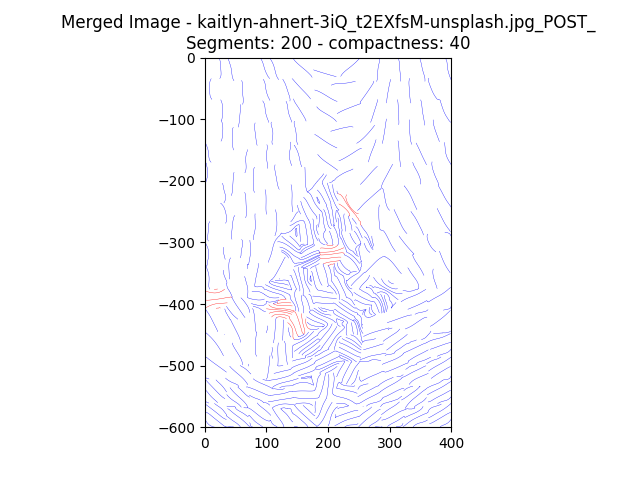 Merged Image - kaitlyn-ahnert-3iQ_t2EXfsM-unsplash.jpg_POST_
Segments: 200 - compactness: 40
0
−100
−200
−300
−400
−500
−600
0 100 200 300 400